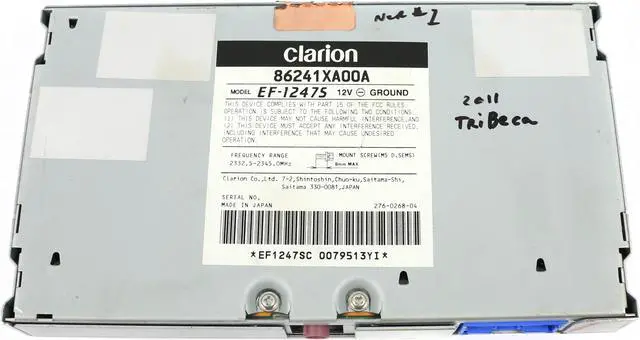 NCR #1
clarion
86241XA00A
MODEL EF-1247S 12V ⊖ GROUND
THIS DEVICE COMPLIES WITH PART 15 OF THE FCC RULES.
OPERATION IS SUBJECT TO THE FOLLOWING TWO CONDITIONS:
(1) THIS DEVICE MAY NOT CAUSE HARMFUL INTERFERENCE,AND
(2) THIS DEVICE MUST ACCEPT ANY INTERFERENCE RECEIVED,
INCLUDING INTERFERENCE THAT MAY CAUSE UNDESIRED
OPERATION.
2011
TRiBeca
FREQUENCY RANGE
2332.5-2345.0MHz
MOUNT SCREW(M5 D,SEMS)
8mm MAX
Clarion Co.,Ltd. 7-2,Shintoshin,Chuo-ku,Saitama-Shi,
Saitama 330-0081,JAPAN
SERIAL NO.
MADE IN JAPAN 276-0268-04
*EF1247SC 0079513YI*